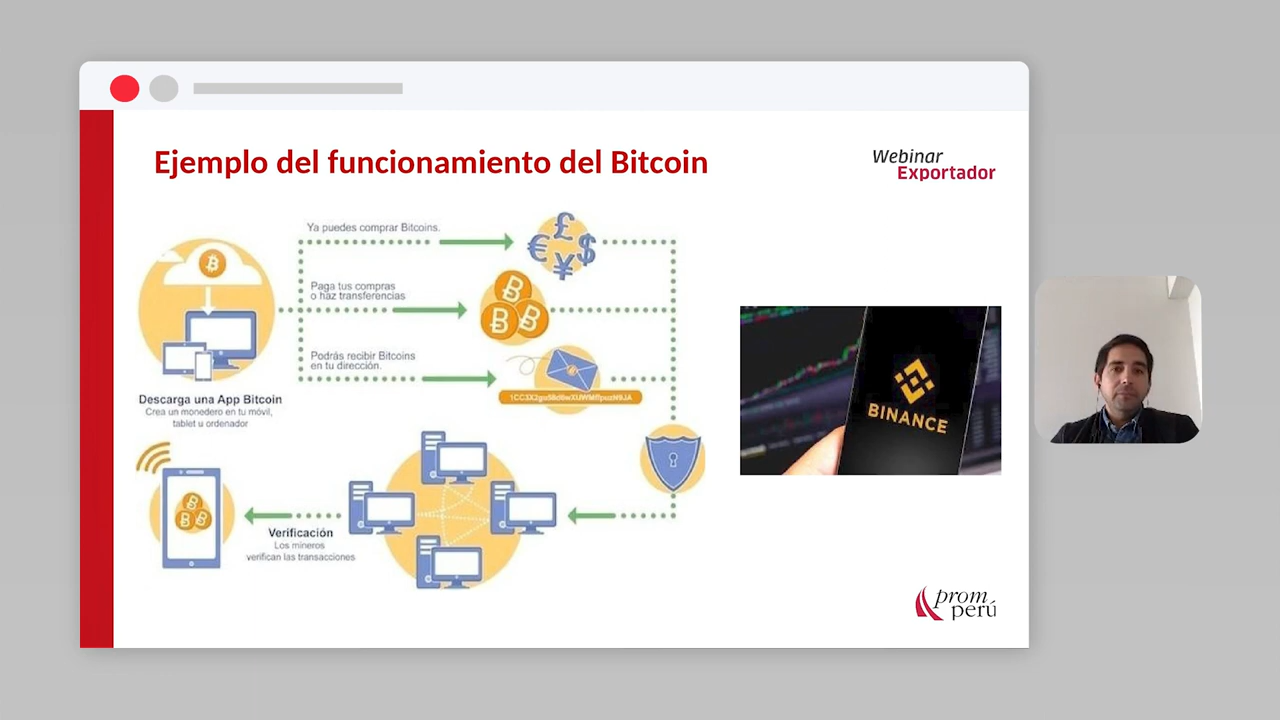 Ejemplo del funcionamiento del Bitcoin
Webinar
Exportador
Ya puedes comprar Bitcoins.
Paga tus compras
o haz transferencias
Podrás recibir Bitcoins
en tu dirección.
Descarga una App Bitcoin
Crea un monedero en tu móvil,
tablet u ordenador
BINANCE
Verificación
Los mineros
verifican las transacciones
prom
perú